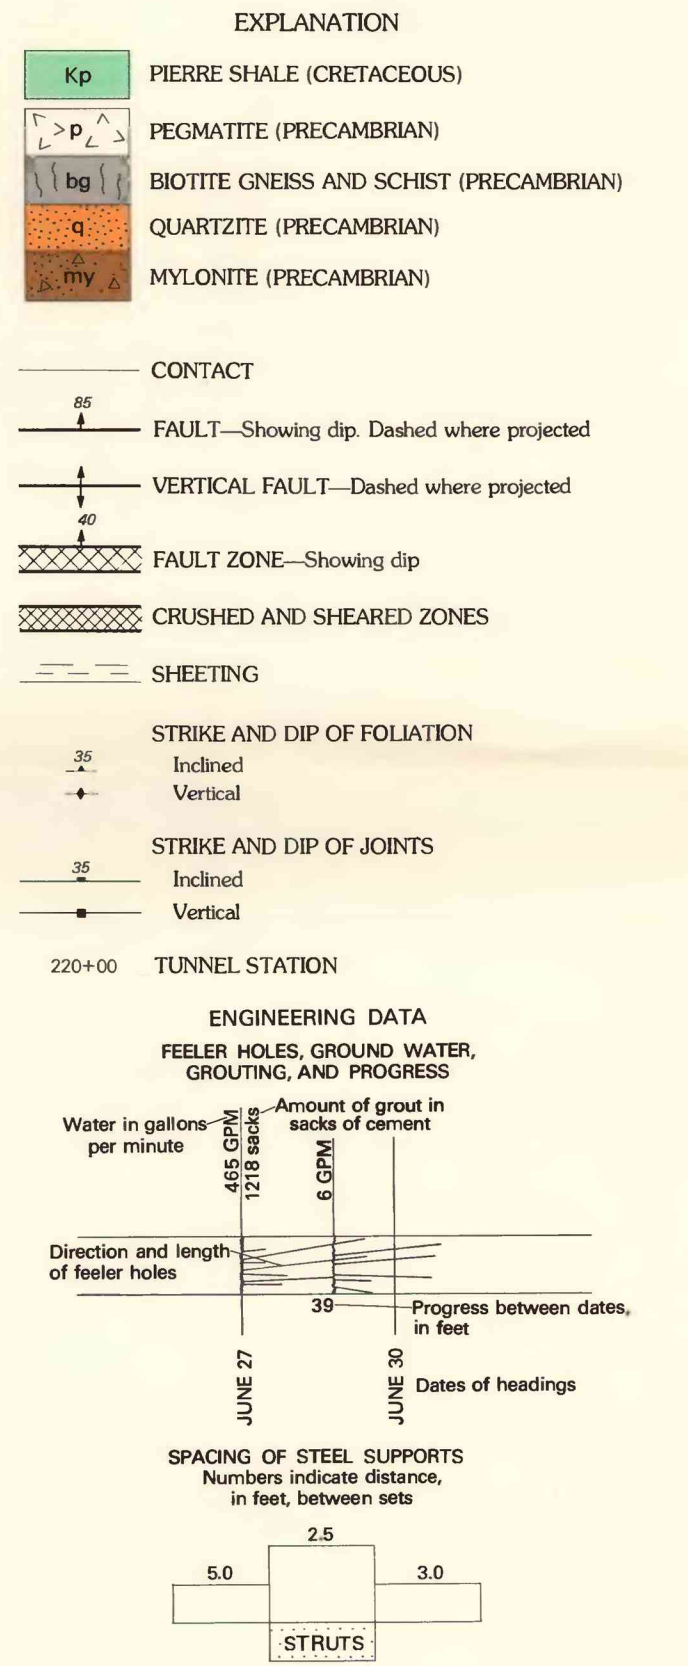 EXPLANATION
Kp PIERRE SHALE (CRETACEOUS)
p PEGMATITE (PRECAMBRIAN)
bg BIOTITE GNEISS AND SCHIST (PRECAMBRIAN)
q QUARTZITE (PRECAMBRIAN)
my MYLONITE (PRECAMBRIAN)
CONTACT
85
FAULT—Showing dip. Dashed where projected
VERTICAL FAULT—Dashed where projected
40
FAULT ZONE—Showing dip
CRUSHED AND SHEARED ZONES
SHEETING
STRIKE AND DIP OF FOLIATION
35 Inclined
Vertical
STRIKE AND DIP OF JOINTS
35 Inclined
Vertical
220+00 TUNNEL STATION
ENGINEERING DATA
FEELER HOLES, GROUND WATER,
GROUTING, AND PROGRESS
Water in gallons
per minute
465 GPM
1218 sacks
Amount of grout in
sacks of cement
6 GPM
Direction and length
of feeler holes
39
Progress between dates,
in feet
JUNE 27
JUNE 30
Dates of headings
SPACING OF STEEL SUPPORTS
Numbers indicate distance,
in feet, between sets
2.5
5.0
3.0
STRUTS